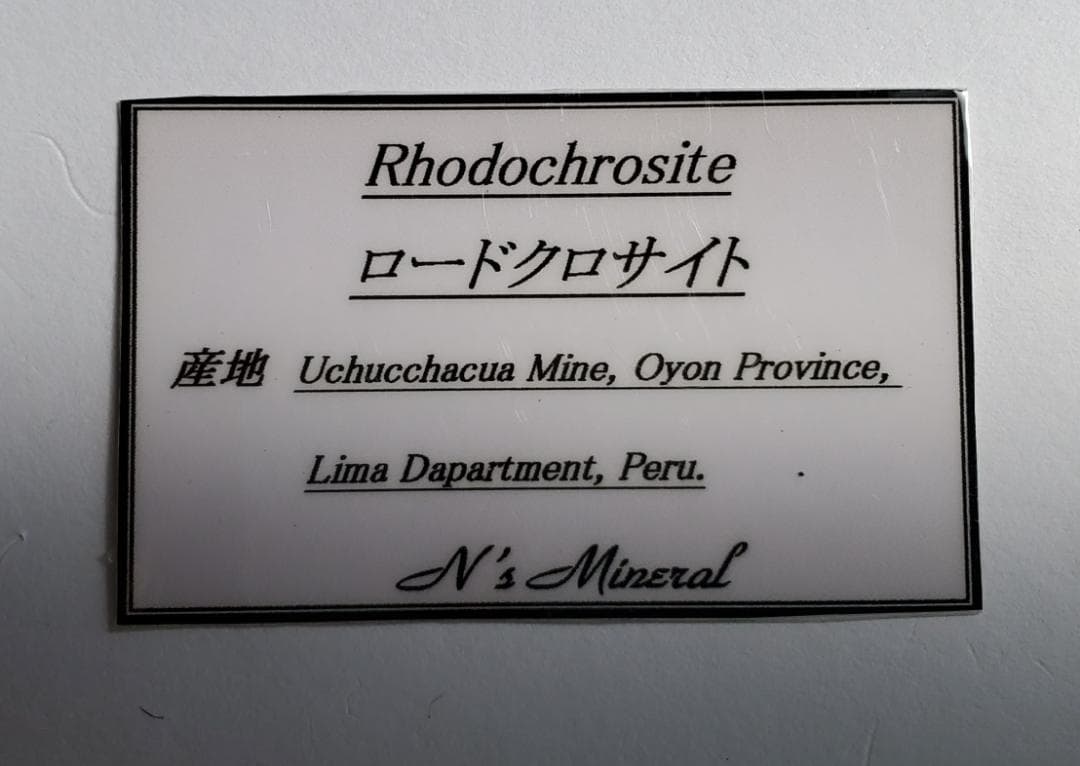 Rhodochrosite
ロードクロサイト
産地 Uchucchacua Mine, Oyon Province,
Lima Dapartment, Peru.
N's Mineral